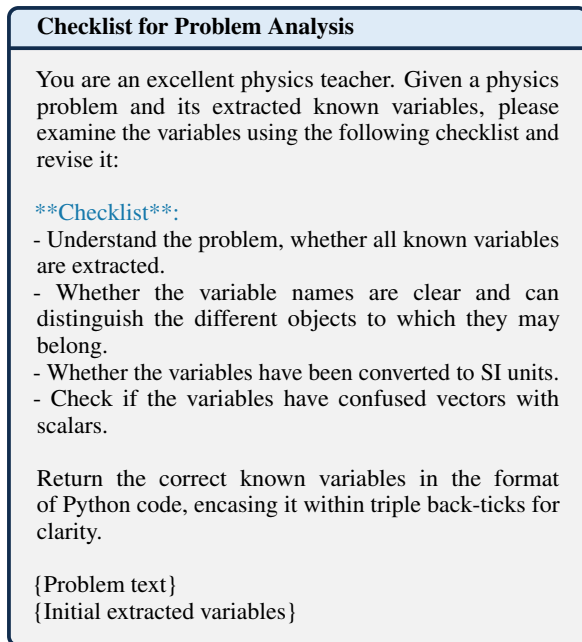 Checklist for Problem Analysis
You are an excellent physics teacher. Given a physics
problem and its extracted known variables, please
examine the variables using the following checklist and
revise it:
**Checklist**:
- Understand the problem, whether all known variables
are extracted.
- Whether the variable names are clear and can
distinguish the different objects to which they may
belong.
- Whether the variables have been converted to SI units.
- Check if the variables have confused vectors with
scalars.
Return the correct known variables in the format
of Python code, encasing it within triple back-ticks for
clarity.
{Problem text}
{Initial extracted variables}